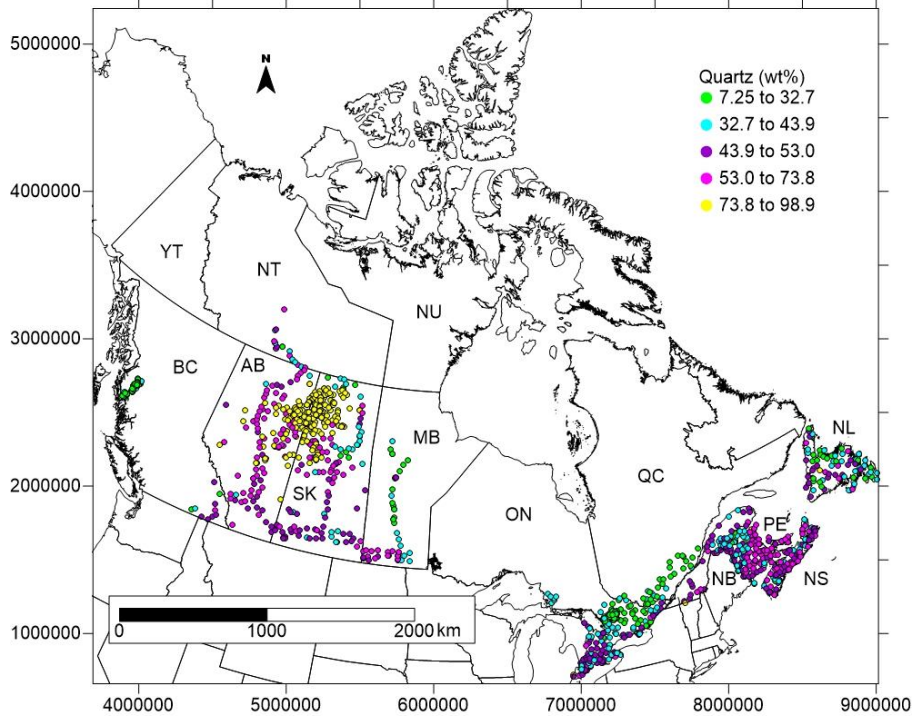 5000000
4000000
3000000
2000000
1000000
N
Quartz (wt%)
7.25 to 32.7
32.7 to 43.9
43.9 to 53.0
53.0 to 73.8
73.8 to 98.9
YT
NT
NU
BC
AB
SK
MB
ON
QC
NL
PE
NB
NS
0 1000 2000 km
4000000 5000000 6000000 7000000 8000000 9000000